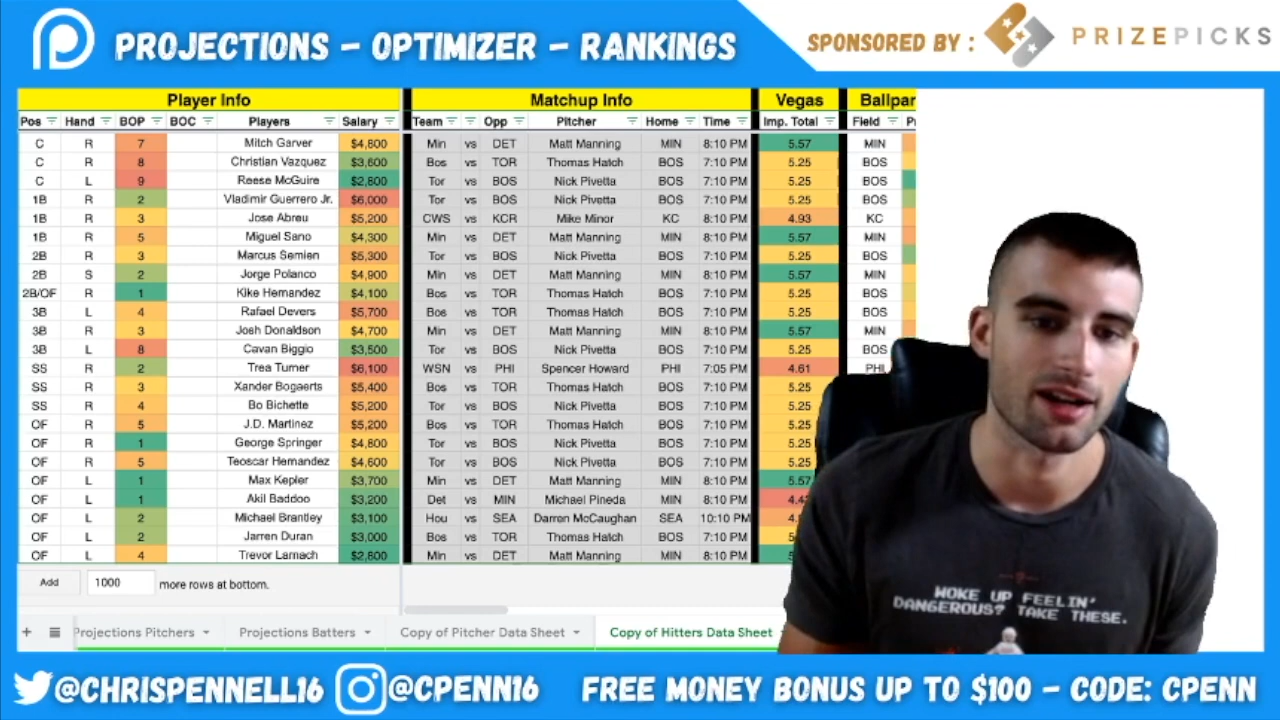 PROJECTIONS - OPTIMIZER - RANKINGS
SPONSORED BY : PRIZEPICKS
Player Info Matchup Info Vegas Ballpar
Pos Hand BOP BOC Players Salary Team Opp Pitcher Home Time Imp. Total Field
C R 7 Mitch Garver $4,800 Min vs DET Matt Manning MIN 8:10 PM 5.57 MIN
C R 8 Christian Vazquez $3,600 Bos vs TOR Thomas Hatch BOS 7:10 PM 5.25 BOS
C L 9 Reese McGuire $2,800 Tor vs BOS Nick Pivetta BOS 7:10 PM 5.25 BOS
1B R 2 Vladimir Guerrero Jr. $6,000 Tor vs BOS Nick Pivetta BOS 7:10 PM 5.25 BOS
1B R 3 Jose Abreu $5,200 CWS vs KCR Mike Minor KC 8:10 PM 4.93 KC
1B R 5 Miguel Sano $4,300 Min vs DET Matt Manning MIN 8:10 PM 5.57 MIN
2B R 3 Marcus Semien $5,300 Tor vs BOS Nick Pivetta BOS 7:10 PM 5.25 BOS
2B S 2 Jorge Polanco $4,900 Min vs DET Matt Manning MIN 8:10 PM 5.57 MIN
2B/OF R 1 Kike Hernandez $4,100 Bos vs TOR Thomas Hatch BOS 7:10 PM 5.25 BOS
3B L 4 Rafael Devers $5,700 Bos vs TOR Thomas Hatch BOS 7:10 PM 5.25 BOS
3B R 3 Josh Donaldson $4,700 Min vs DET Matt Manning MIN 8:10 PM 5.57 MIN
3B L 8 Cavan Biggio $3,500 Tor vs BOS Nick Pivetta BOS 7:10 PM 5.25 BOS
SS R 2 Trea Turner $6,100 WSN vs PHI Spencer Howard PHI 7:05 PM 4.61 PHI
SS R 3 Xander Bogaerts $5,400 Bos vs TOR Thomas Hatch BOS 7:10 PM 5.25
SS R 4 Bo Bichette $5,200 Tor vs BOS Nick Pivetta BOS 7:10 PM 5.25
OF R 5 J.D. Martinez $5,200 Bos vs TOR Thomas Hatch BOS 7:10 PM 5.25
OF R 1 George Springer $4,800 Tor vs BOS Nick Pivetta BOS 7:10 PM 5.25
OF R 5 Teoscar Hernandez $4,600 Tor vs BOS Nick Pivetta BOS 7:10 PM 5.25
OF L 1 Max Kepler $3,700 Min vs DET Matt Manning MIN 8:10 PM 5.57
OF L 1 Akil Baddoo $3,200 Det vs MIN Michael Pineda MIN 8:10 PM
OF L 2 Michael Brantley $3,100 Hou vs SEA Darren McCaughan SEA 10:10 PM
OF L 2 Jarren Duran $3,000 Bos vs TOR Thomas Hatch BOS 7:10 PM
OF L 4 Trevor Larnach $2,800 Min vs DET Matt Manning MIN 8:10 PM
Add 1000 more rows at bottom.
Projections Pitchers Projections Batters Copy of Pitcher Data Sheet Copy of Hitters Data Sheet
WOKE UP FEELIN'
DANGEROUS? TAKE THESE.
@CHRISPENNELL16 @CPENN16 FREE MONEY BONUS UP TO $100 - CODE: CPENN